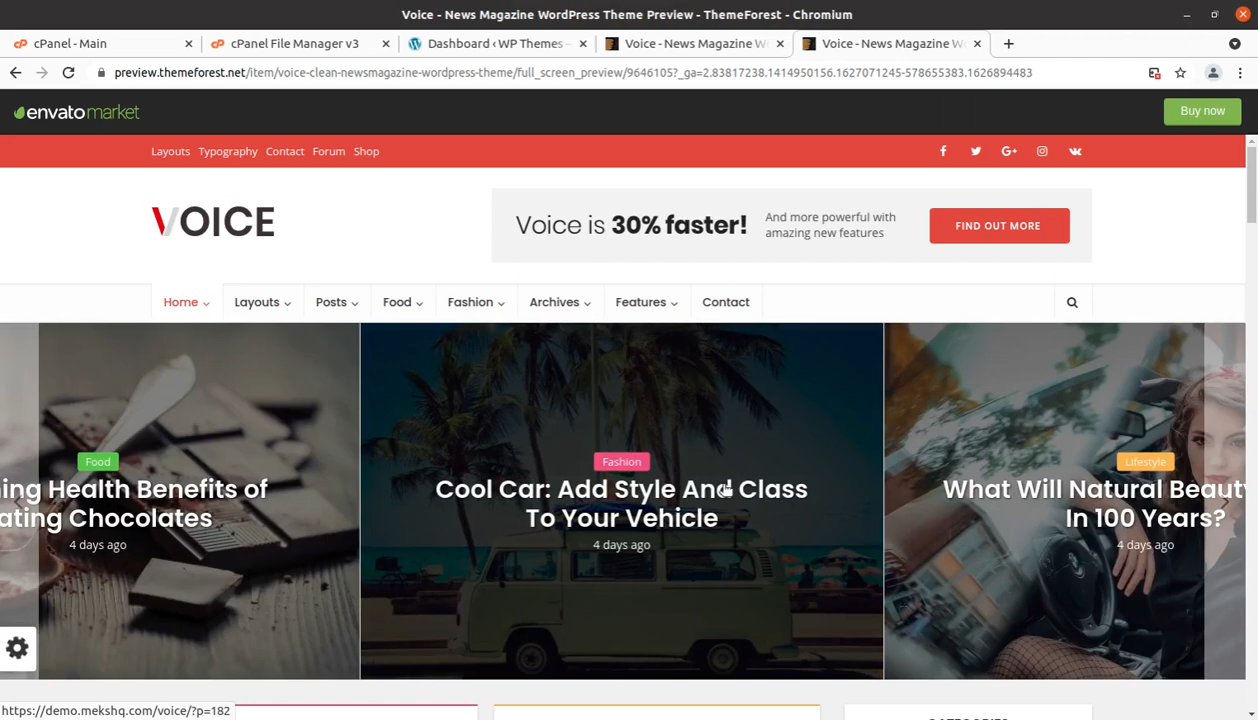 Voice - News Magazine WordPress Theme Preview - ThemeForest - Chromium
cPanel - Main
cPanel File Manager v3
Dashboard ‹ WP Themes –
Voice - News Magazine W
Voice - News Magazine W
preview.themeforest.net/item/voice-clean-newsmagazine-wordpress-theme/full_screen_preview/9646105?_ga=2.83817238.1414950156.1627071245-578655383.1626894483
envatomarket
Buy now
Layouts Typography Contact Forum Shop
VOICE
Voice is 30% faster!
And more powerful with
amazing new features
FIND OUT MORE
Home Layouts Posts Food Fashion Archives Features Contact
Food
ing Health Benefits of
ating Chocolates
4 days ago
Fashion
Cool Car: Add Style And Class
To Your Vehicle
4 days ago
Lifestyle
What Will Natural Beauty
In 100 Years?
4 days ago
https://demo.mekshq.com/voice/?p=182